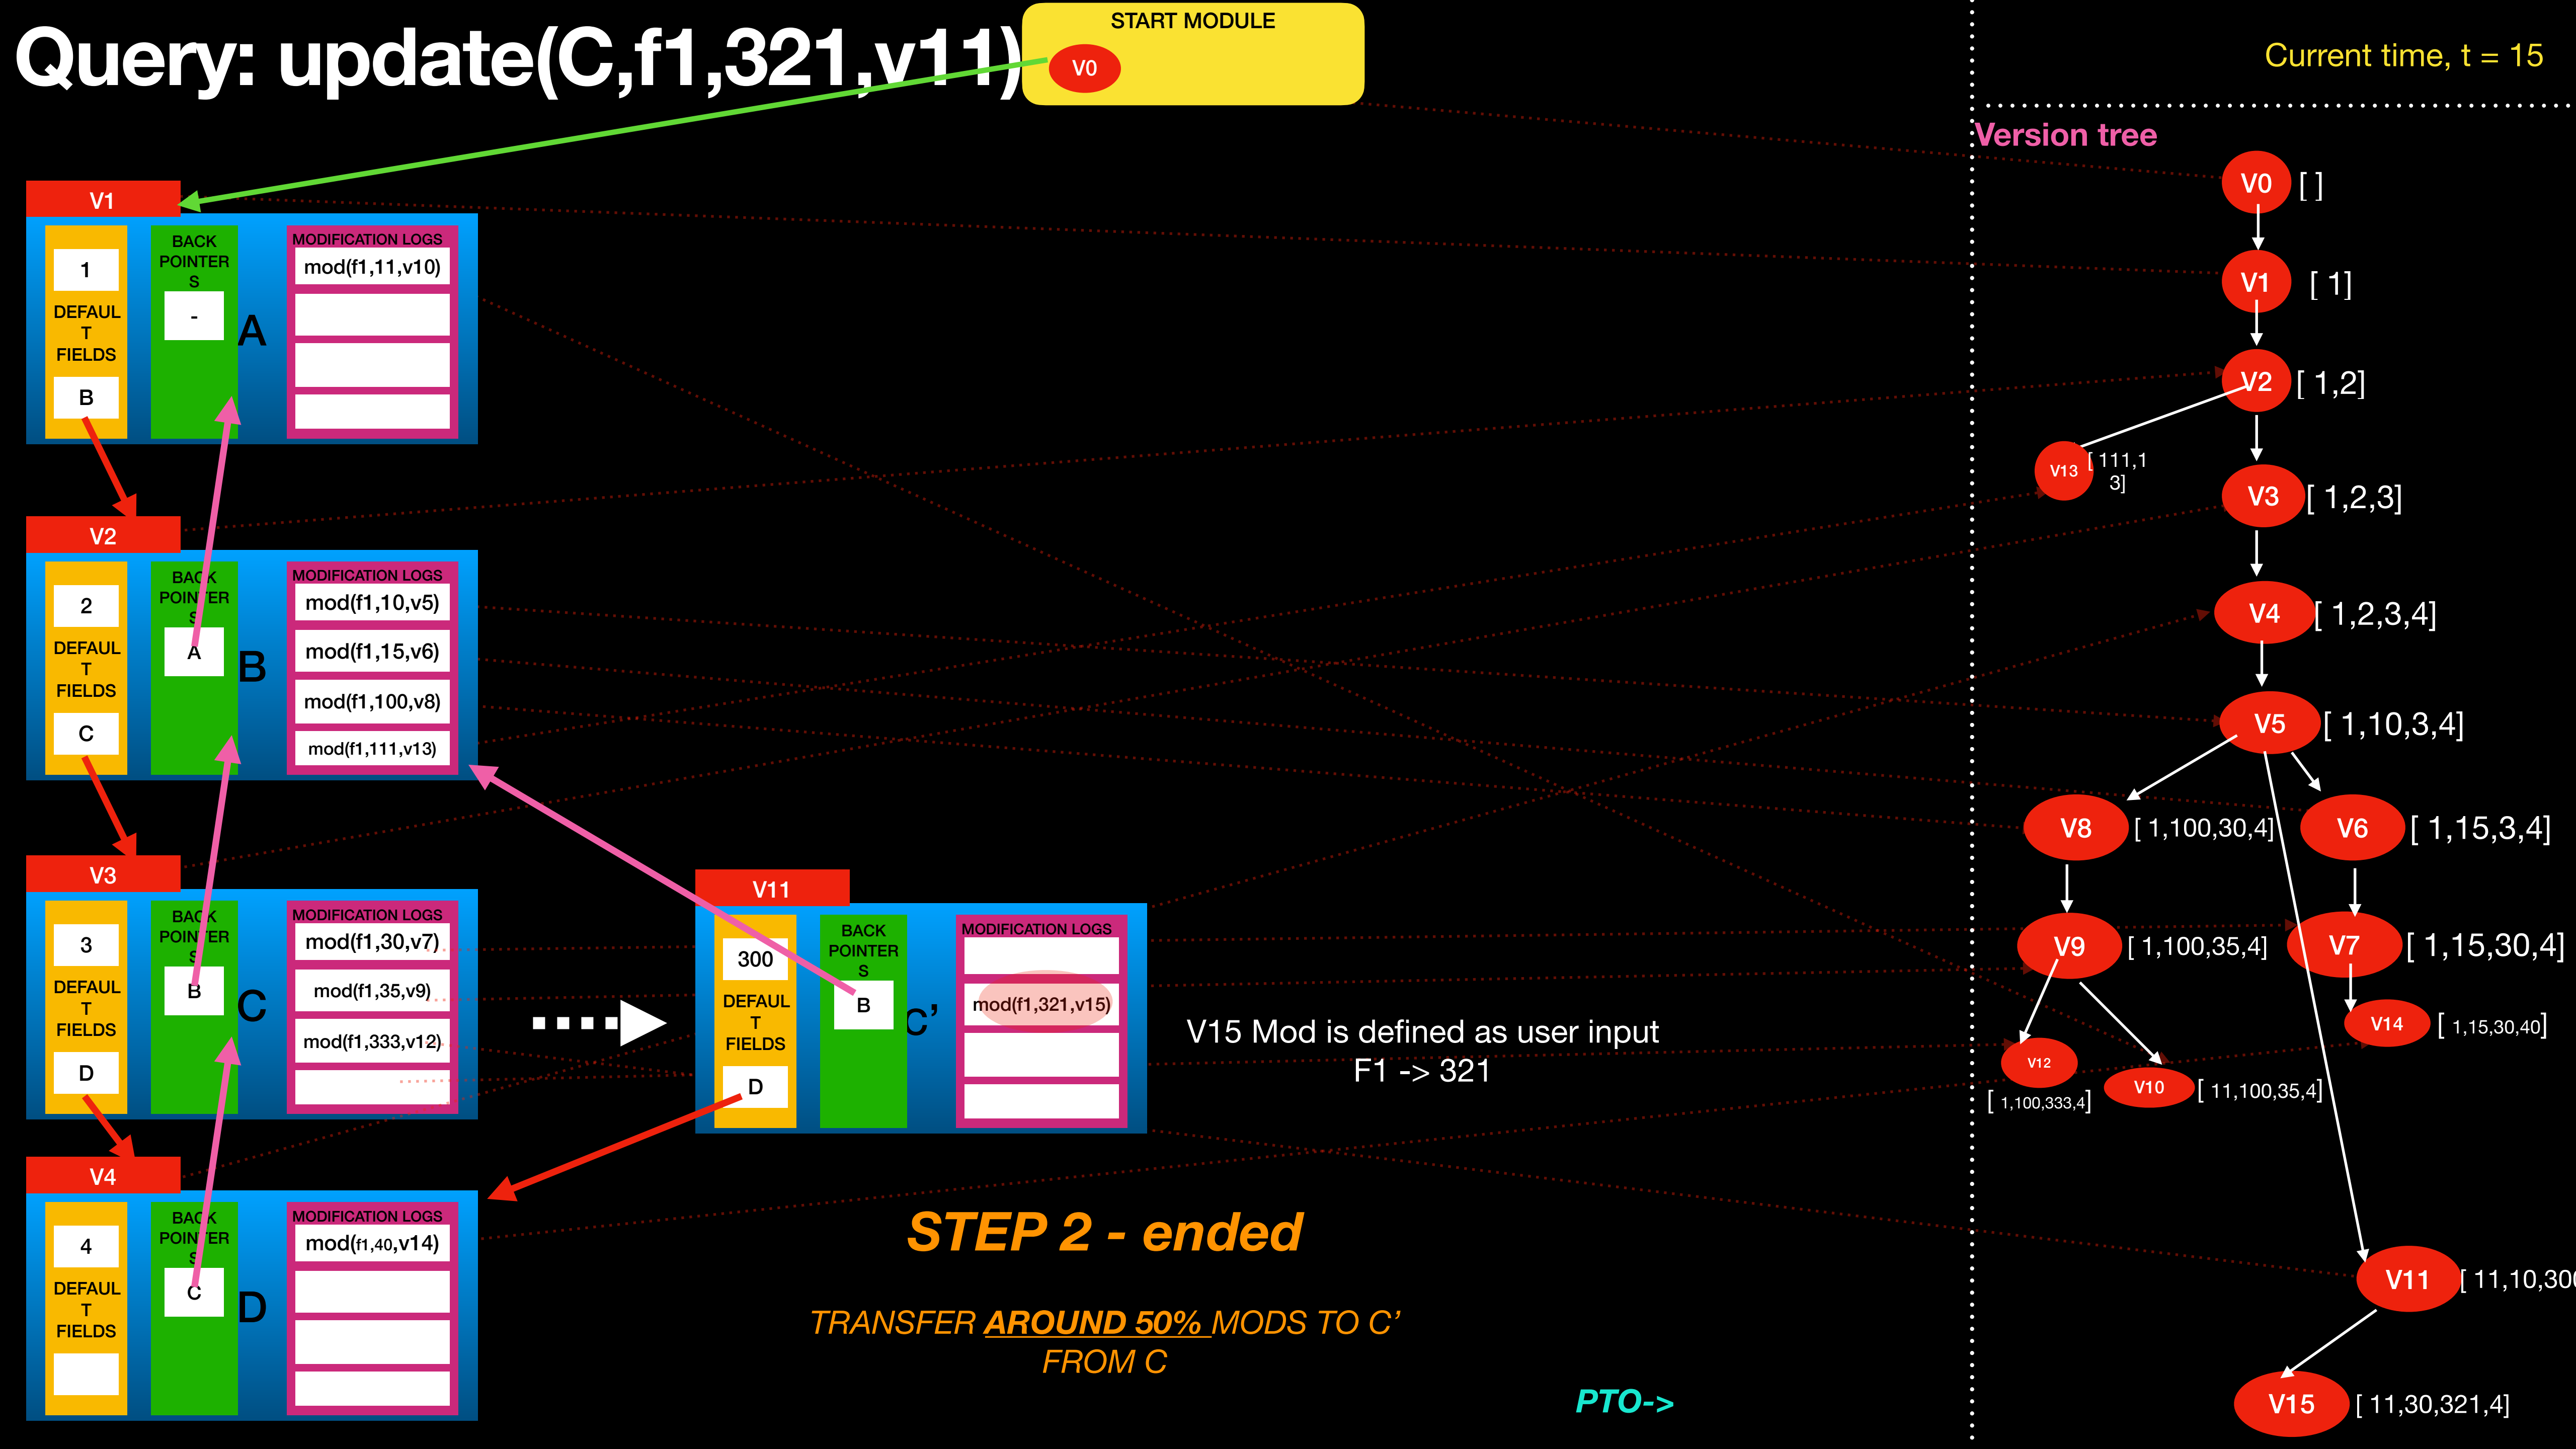 Query: update(C,f1,321,v11)
START MODULE
V0
Current time, t = 15
Version tree
V1
1
DEFAUL
T
FIELDS
B
BACK
POINTER
S
-
A
MODIFICATION LOGS
mod(f1,11,v10)
V2
2
DEFAUL
T
FIELDS
C
BACK
POINTER
S
A
B
MODIFICATION LOGS
mod(f1,10,v5)
mod(f1,15,v6)
mod(f1,100,v8)
mod(f1,111,v13)
V3
3
DEFAUL
T
FIELDS
D
BACK
POINTER
S
B
C
MODIFICATION LOGS
mod(f1,30,v7)
mod(f1,35,v9)
mod(f1,333,v12)
V4
4
DEFAUL
T
FIELDS
BACK
POINTER
S
C
D
MODIFICATION LOGS
mod(f1,40,v14)
V11
300
DEFAUL
T
FIELDS
D
BACK
POINTER
S
B
C’
MODIFICATION LOGS
mod(f1,321,v15)
V15 Mod is defined as user input
F1 -> 321
STEP 2 - ended
TRANSFER AROUND 50% MODS TO C’
FROM C
PTO->
V0 [ ]
V1 [ 1]
V2 [ 1,2]
V13 [ 111,1
3]
V3 [ 1,2,3]
V4 [ 1,2,3,4]
V5 [ 1,10,3,4]
V8 [ 1,100,30,4]
V6 [ 1,15,3,4]
V9 [ 1,100,35,4]
V7 [ 1,15,30,4]
V14 [ 1,15,30,40]
V12
[ 1,100,333,4]
V10 [ 11,100,35,4]
V11 [ 11,10,300
V15 [ 11,30,321,4]